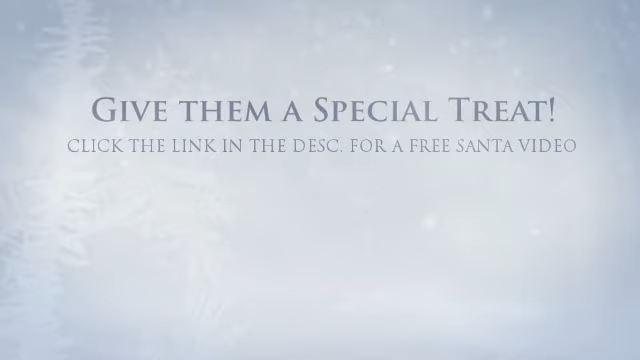 Give them a Special Treat!
CLICK THE LINK IN THE DESC. FOR A FREE SANTA VIDEO